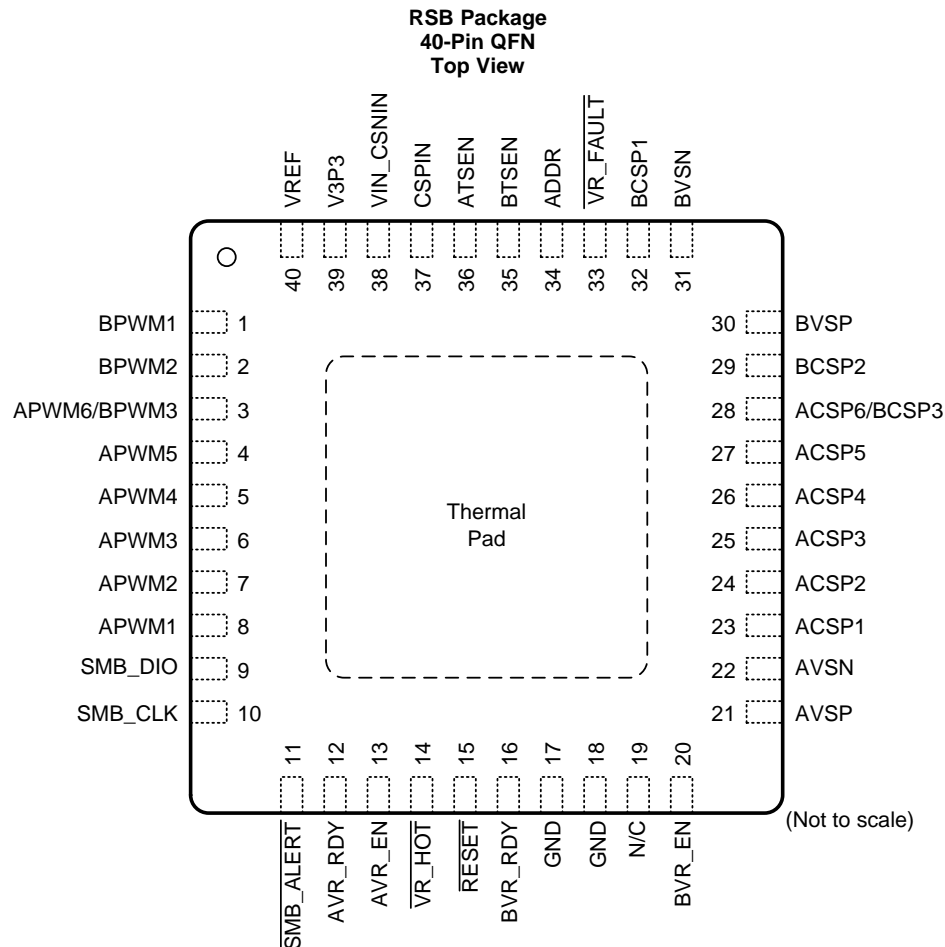 RSB Package
40-Pin QFN
Top View
VREF
V3P3
VIN_CSNIN
CSPIN
ATSEN
BTSEN
ADDR
VR_FAULT
BCSP1
BVSN
40
39
38
37
36
35
34
33
32
31
BPWM1 1
BPWM2 2
APWM6/BPWM3 3
APWM5 4
APWM4 5
APWM3 6
APWM2 7
APWM1 8
SMB_DIO 9
SMB_CLK 10
Thermal
Pad
30 BVSP
29 BCSP2
28 ACSP6/BCSP3
27 ACSP5
26 ACSP4
25 ACSP3
24 ACSP2
23 ACSP1
22 AVSN
21 AVSP
11
12
13
14
15
16
17
18
19
20
SMB_ALERT
AVR_RDY
AVR_EN
VR_HOT
RESET
BVR_RDY
GND
GND
N/C
BVR_EN
(Not to scale)